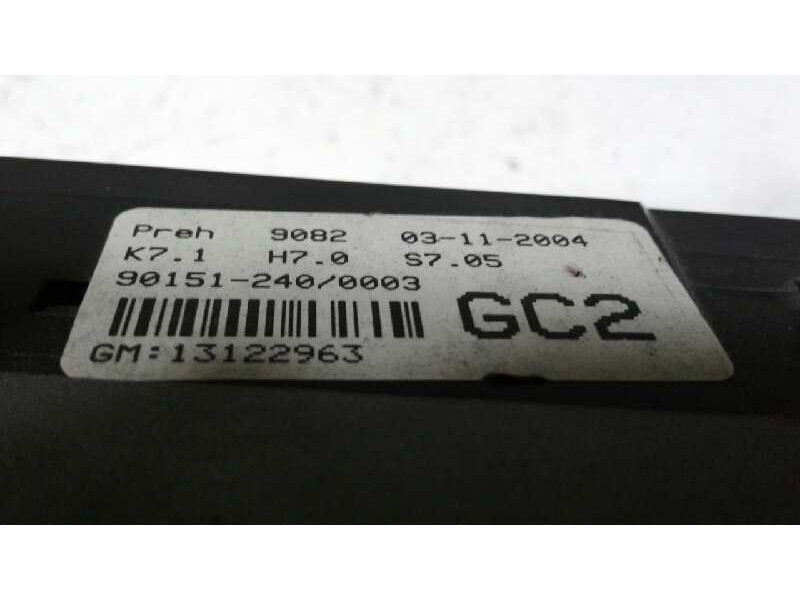 Preh 9082 03-11-2004
K7.1 H7.0 S7.05
90151-240/0003
GC2
GM:13122963